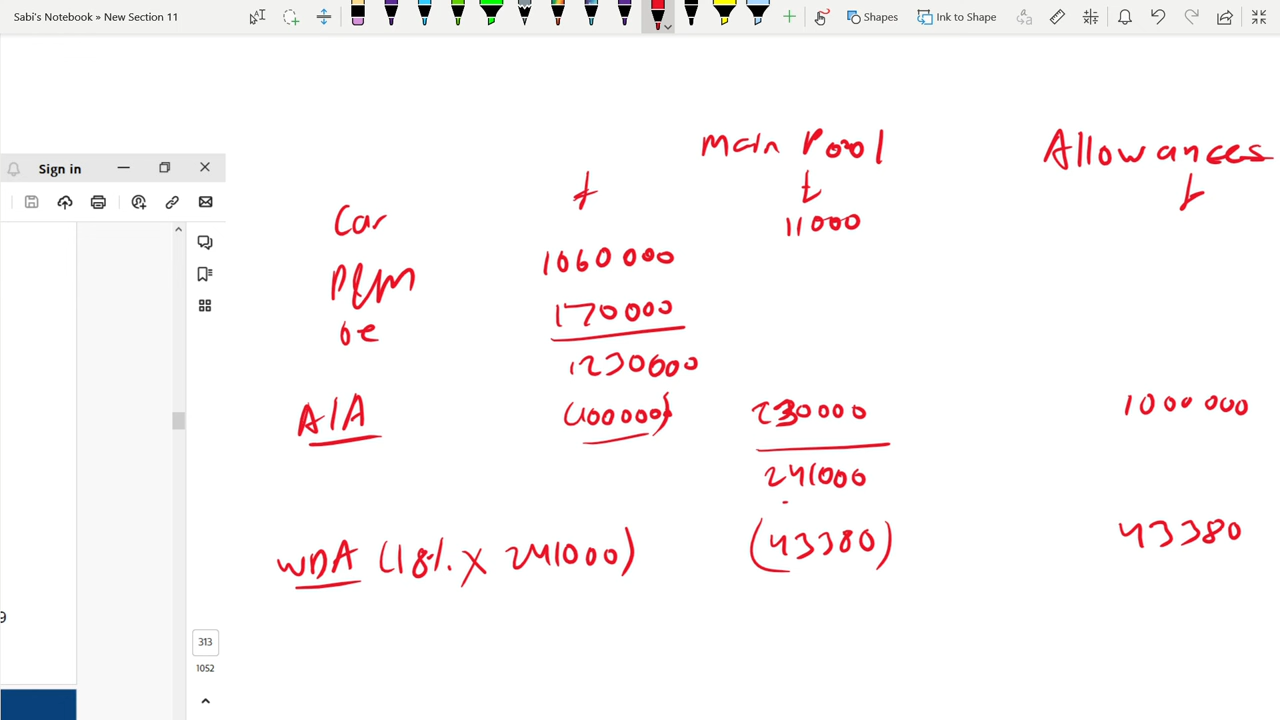 Sabi's Notebook » New Section 11
Shapes
Ink to Shape
Sign in
Main Pool Allowances
£ £ £
Car 11000
P&M 1060000
oe 170000
1230000
AIA (1000000) 230000 1000000
241000
WDA (18% X 241000) (43380) 43380
9
313
1052